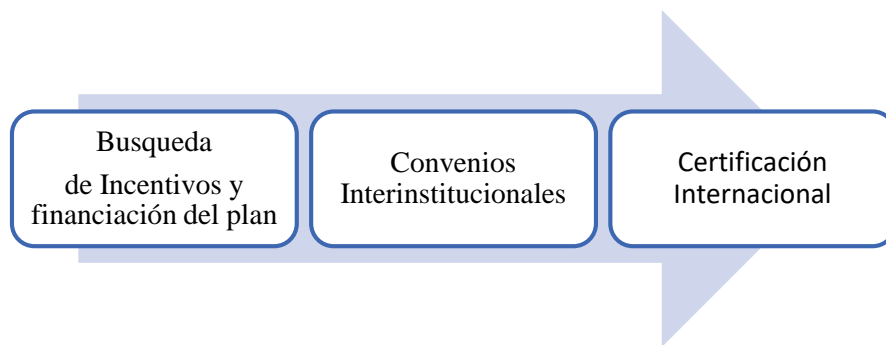 Busqueda
de Incentivos y
financiación del plan
Convenios
Interinstitucionales
Certificación
Internacional